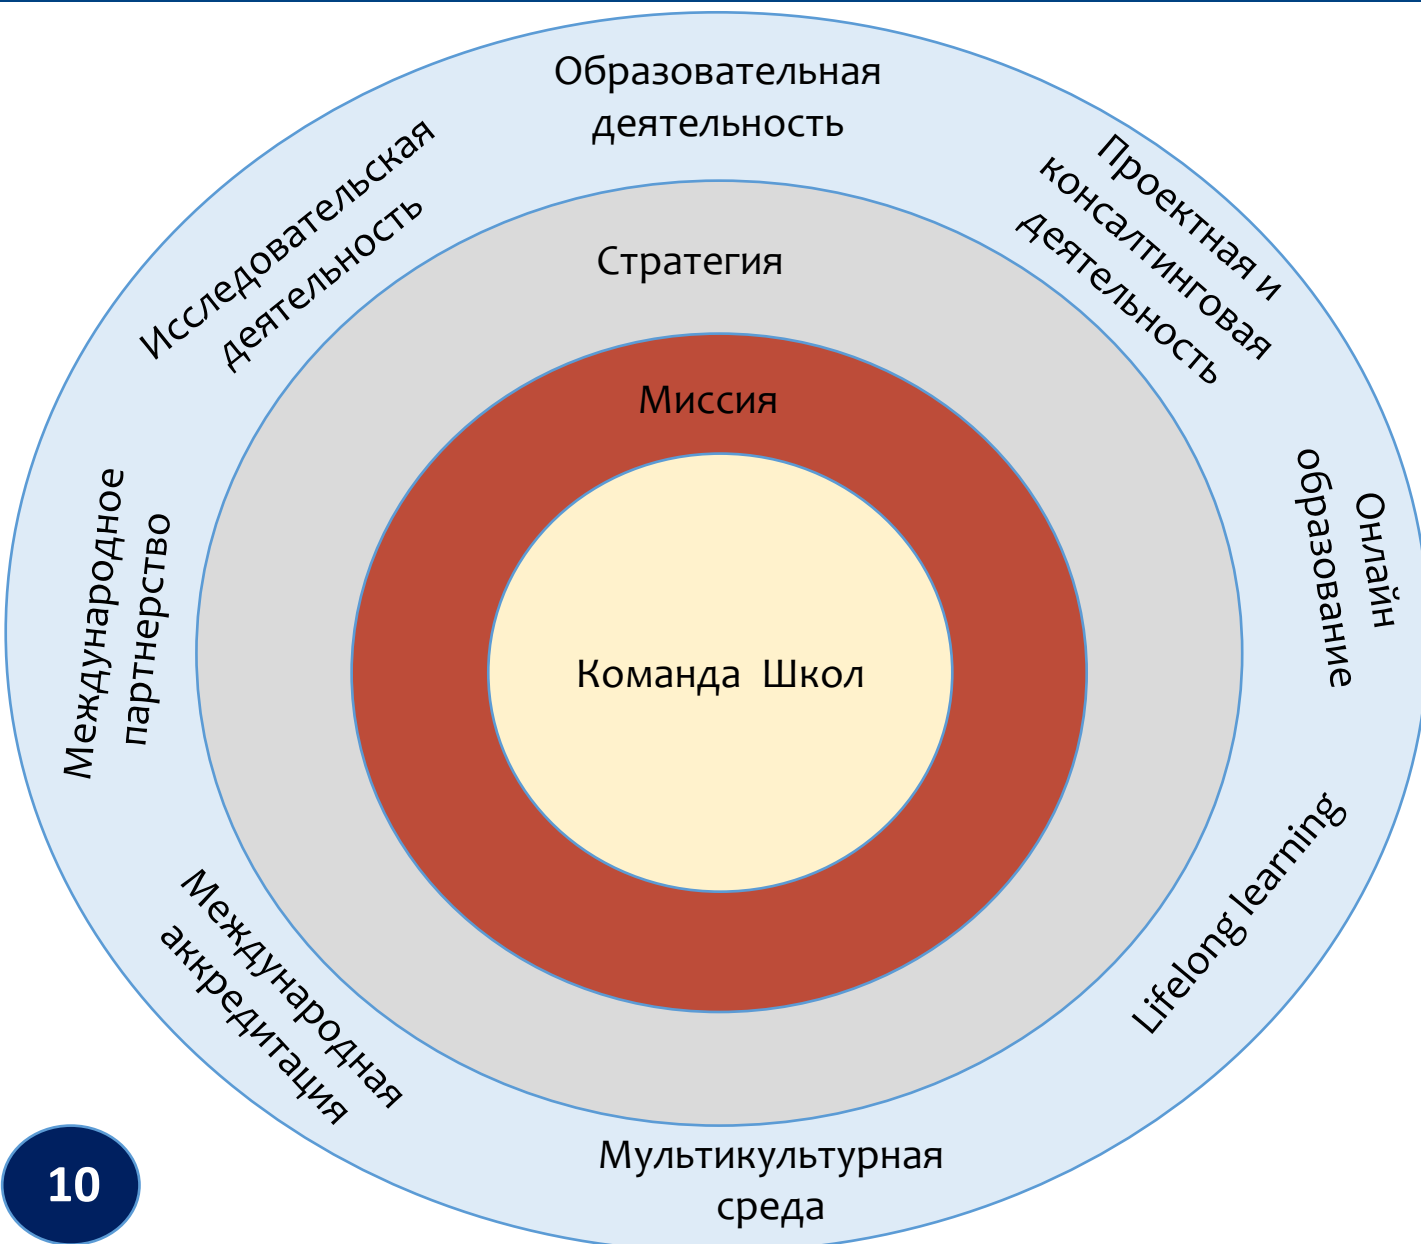 Образовательная
деятельность
Исследовательская
деятельность
Проектная и
консалтинговая
деятельность
Стратегия
Миссия
Международное
партнерство
Онлайн
образование
Команда Школ
Lifelong learning
Международная
аккредитация
Мультикультурная
среда
10